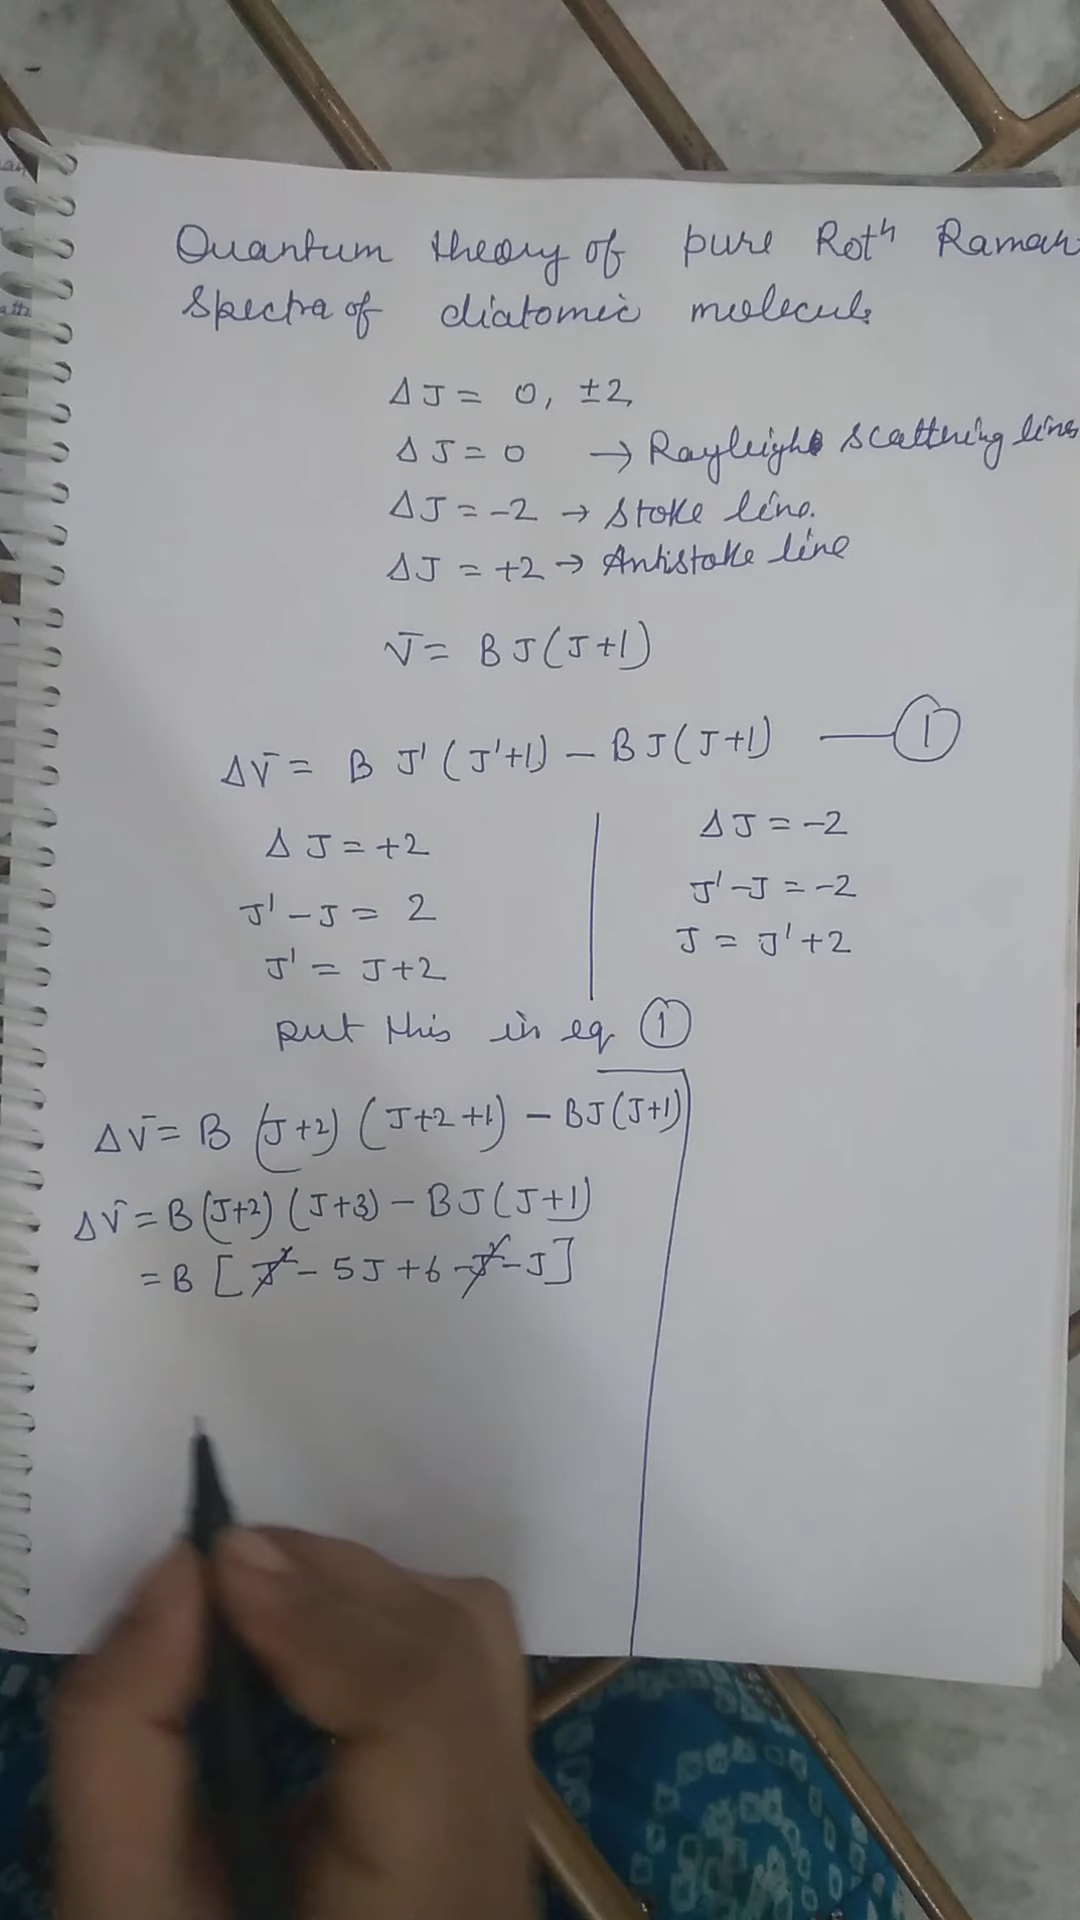 Quantum theory of pure Rotⁿ Raman
Spectra of diatomic molecule
ΔJ = 0, ±2,
ΔJ = 0 → Rayleigh scattering lines
ΔJ = -2 → Stoke line.
ΔJ = +2 → Antistoke line
V̄ = BJ(J+1)
ΔV̄ = B J'(J'+1) - BJ(J+1) — ①
ΔJ = +2
J' - J = 2
J' = J+2
ΔJ = -2
J' - J = -2
J = J'+2
put this in eq ①
ΔV̄ = B (J+2) (J+2+1) - BJ(J+1)
ΔV̄ = B(J+2) (J+3) - BJ(J+1)
= B [J² - 5J + 6 - J² - J]